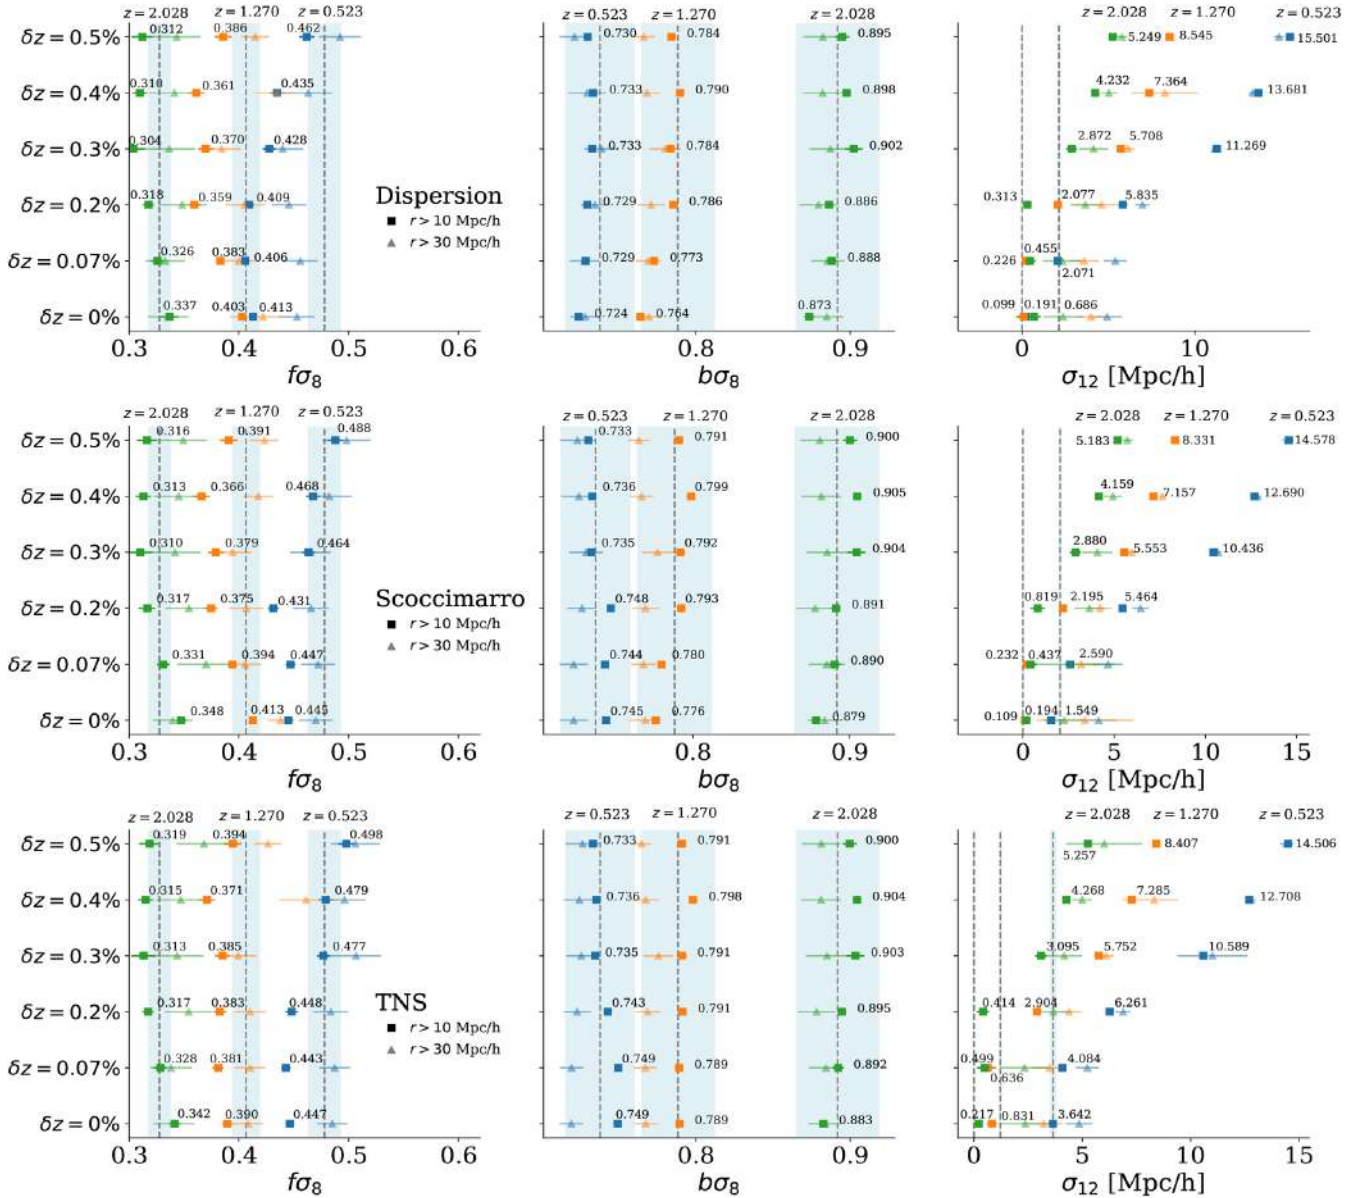 z = 2.028 z = 1.270 z = 0.523
δz = 0.5% 0.312 0.386 0.462
δz = 0.4% 0.310 0.361 0.435
δz = 0.3% 0.304 0.370 0.428
δz = 0.2% 0.318 0.359 0.409
δz = 0.07% 0.326 0.383 0.406
δz = 0% 0.337 0.403 0.413
Dispersion
r > 10 Mpc/h
r > 30 Mpc/h
0.3 0.4 0.5 0.6
fσ8
z = 0.523 z = 1.270 z = 2.028
0.730 0.784 0.895
0.733 0.790 0.898
0.733 0.784 0.902
0.729 0.786 0.886
0.729 0.773 0.888
0.724 0.764 0.873
0.8 0.9
bσ8
z = 2.028 z = 1.270 z = 0.523
5.249 8.545 15.501
4.232 7.364 13.681
2.872 5.708 11.269
0.313 2.077 5.835
0.226 0.455 2.071
0.099 0.191 0.686
0 10
σ12 [Mpc/h]
z = 2.028 z = 1.270 z = 0.523
δz = 0.5% 0.316 0.391 0.488
δz = 0.4% 0.313 0.366 0.468
δz = 0.3% 0.310 0.379 0.464
δz = 0.2% 0.317 0.375 0.431
δz = 0.07% 0.331 0.394 0.447
δz = 0% 0.348 0.413 0.445
Scoccimarro
r > 10 Mpc/h
r > 30 Mpc/h
0.3 0.4 0.5 0.6
fσ8
z = 0.523 z = 1.270 z = 2.028
0.733 0.791 0.900
0.736 0.799 0.905
0.735 0.792 0.904
0.748 0.793 0.891
0.744 0.780 0.890
0.745 0.776 0.879
0.8 0.9
bσ8
z = 2.028 z = 1.270 z = 0.523
5.183 8.331 14.578
4.159 7.157 12.690
2.880 5.553 10.436
0.819 2.195 5.464
0.232 0.437 2.590
0.109 0.194 1.549
0 5 10 15
σ12 [Mpc/h]
z = 2.028 z = 1.270 z = 0.523
δz = 0.5% 0.319 0.394 0.498
δz = 0.4% 0.315 0.371 0.479
δz = 0.3% 0.313 0.385 0.477
δz = 0.2% 0.317 0.383 0.448
δz = 0.07% 0.328 0.381 0.443
δz = 0% 0.342 0.390 0.447
TNS
r > 10 Mpc/h
r > 30 Mpc/h
0.3 0.4 0.5 0.6
fσ8
z = 0.523 z = 1.270 z = 2.028
0.733 0.791 0.900
0.736 0.798 0.904
0.735 0.791 0.903
0.743 0.791 0.895
0.749 0.789 0.892
0.749 0.789 0.883
0.8 0.9
bσ8
z = 2.028 z = 1.270 z = 0.523
5.257 8.407 14.506
4.268 7.285 12.708
3.095 5.752 10.589
0.414 2.904 6.261
0.499 0.636 4.084
0.217 0.831 3.642
0 5 10 15
σ12 [Mpc/h]